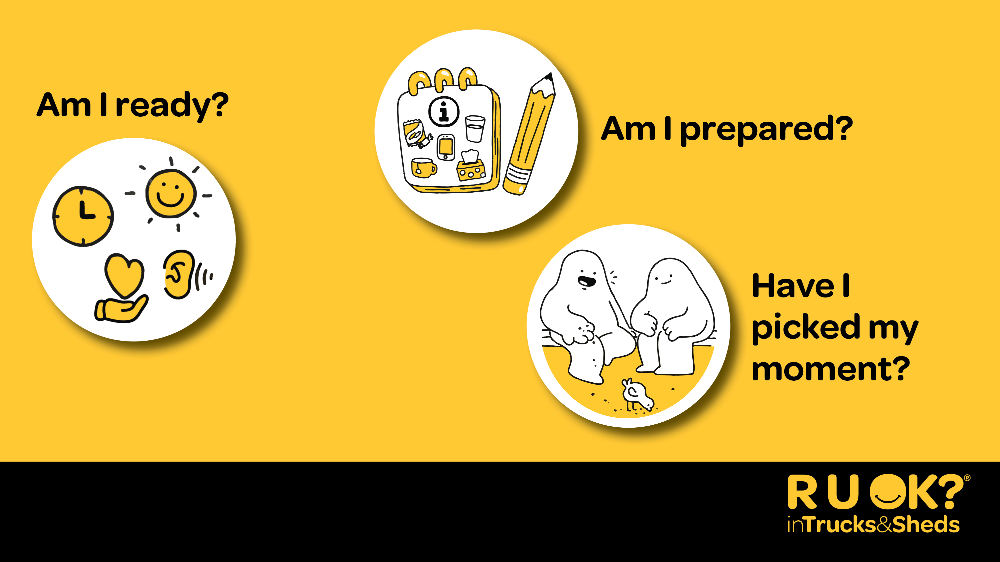 Am I ready?
i
Am I prepared?
Have I
picked my
moment?
R U OK?®
inTrucks&Sheds